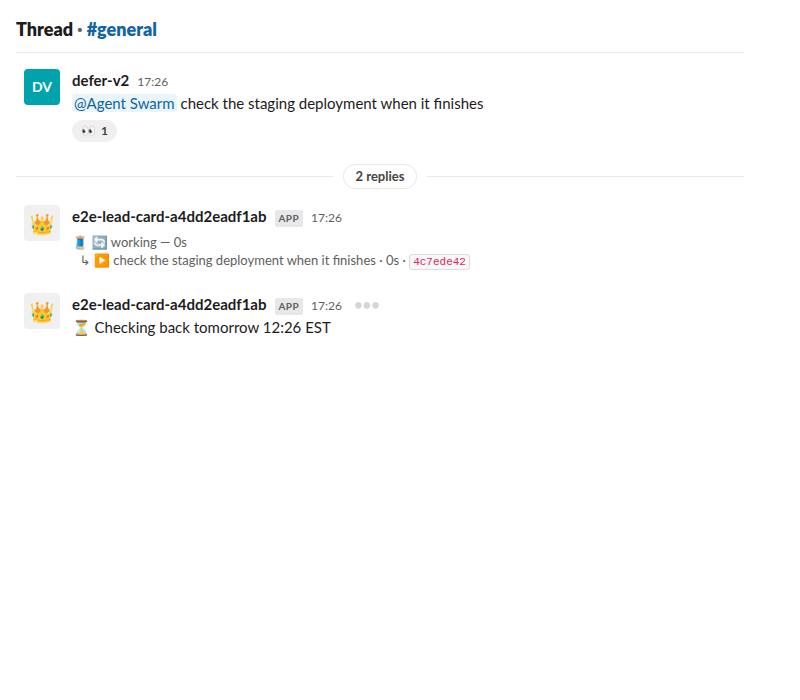 Thread • #general
DV
defer-v2 17:26
@Agent Swarm check the staging deployment when it finishes
👀 1
2 replies
e2e-lead-card-a4dd2eadf1ab APP 17:26
🧵 🔄 working — 0s
↳ ▶️ check the staging deployment when it finishes · 0s · 4c7ede42
e2e-lead-card-a4dd2eadf1ab APP 17:26
⏳ Checking back tomorrow 12:26 EST